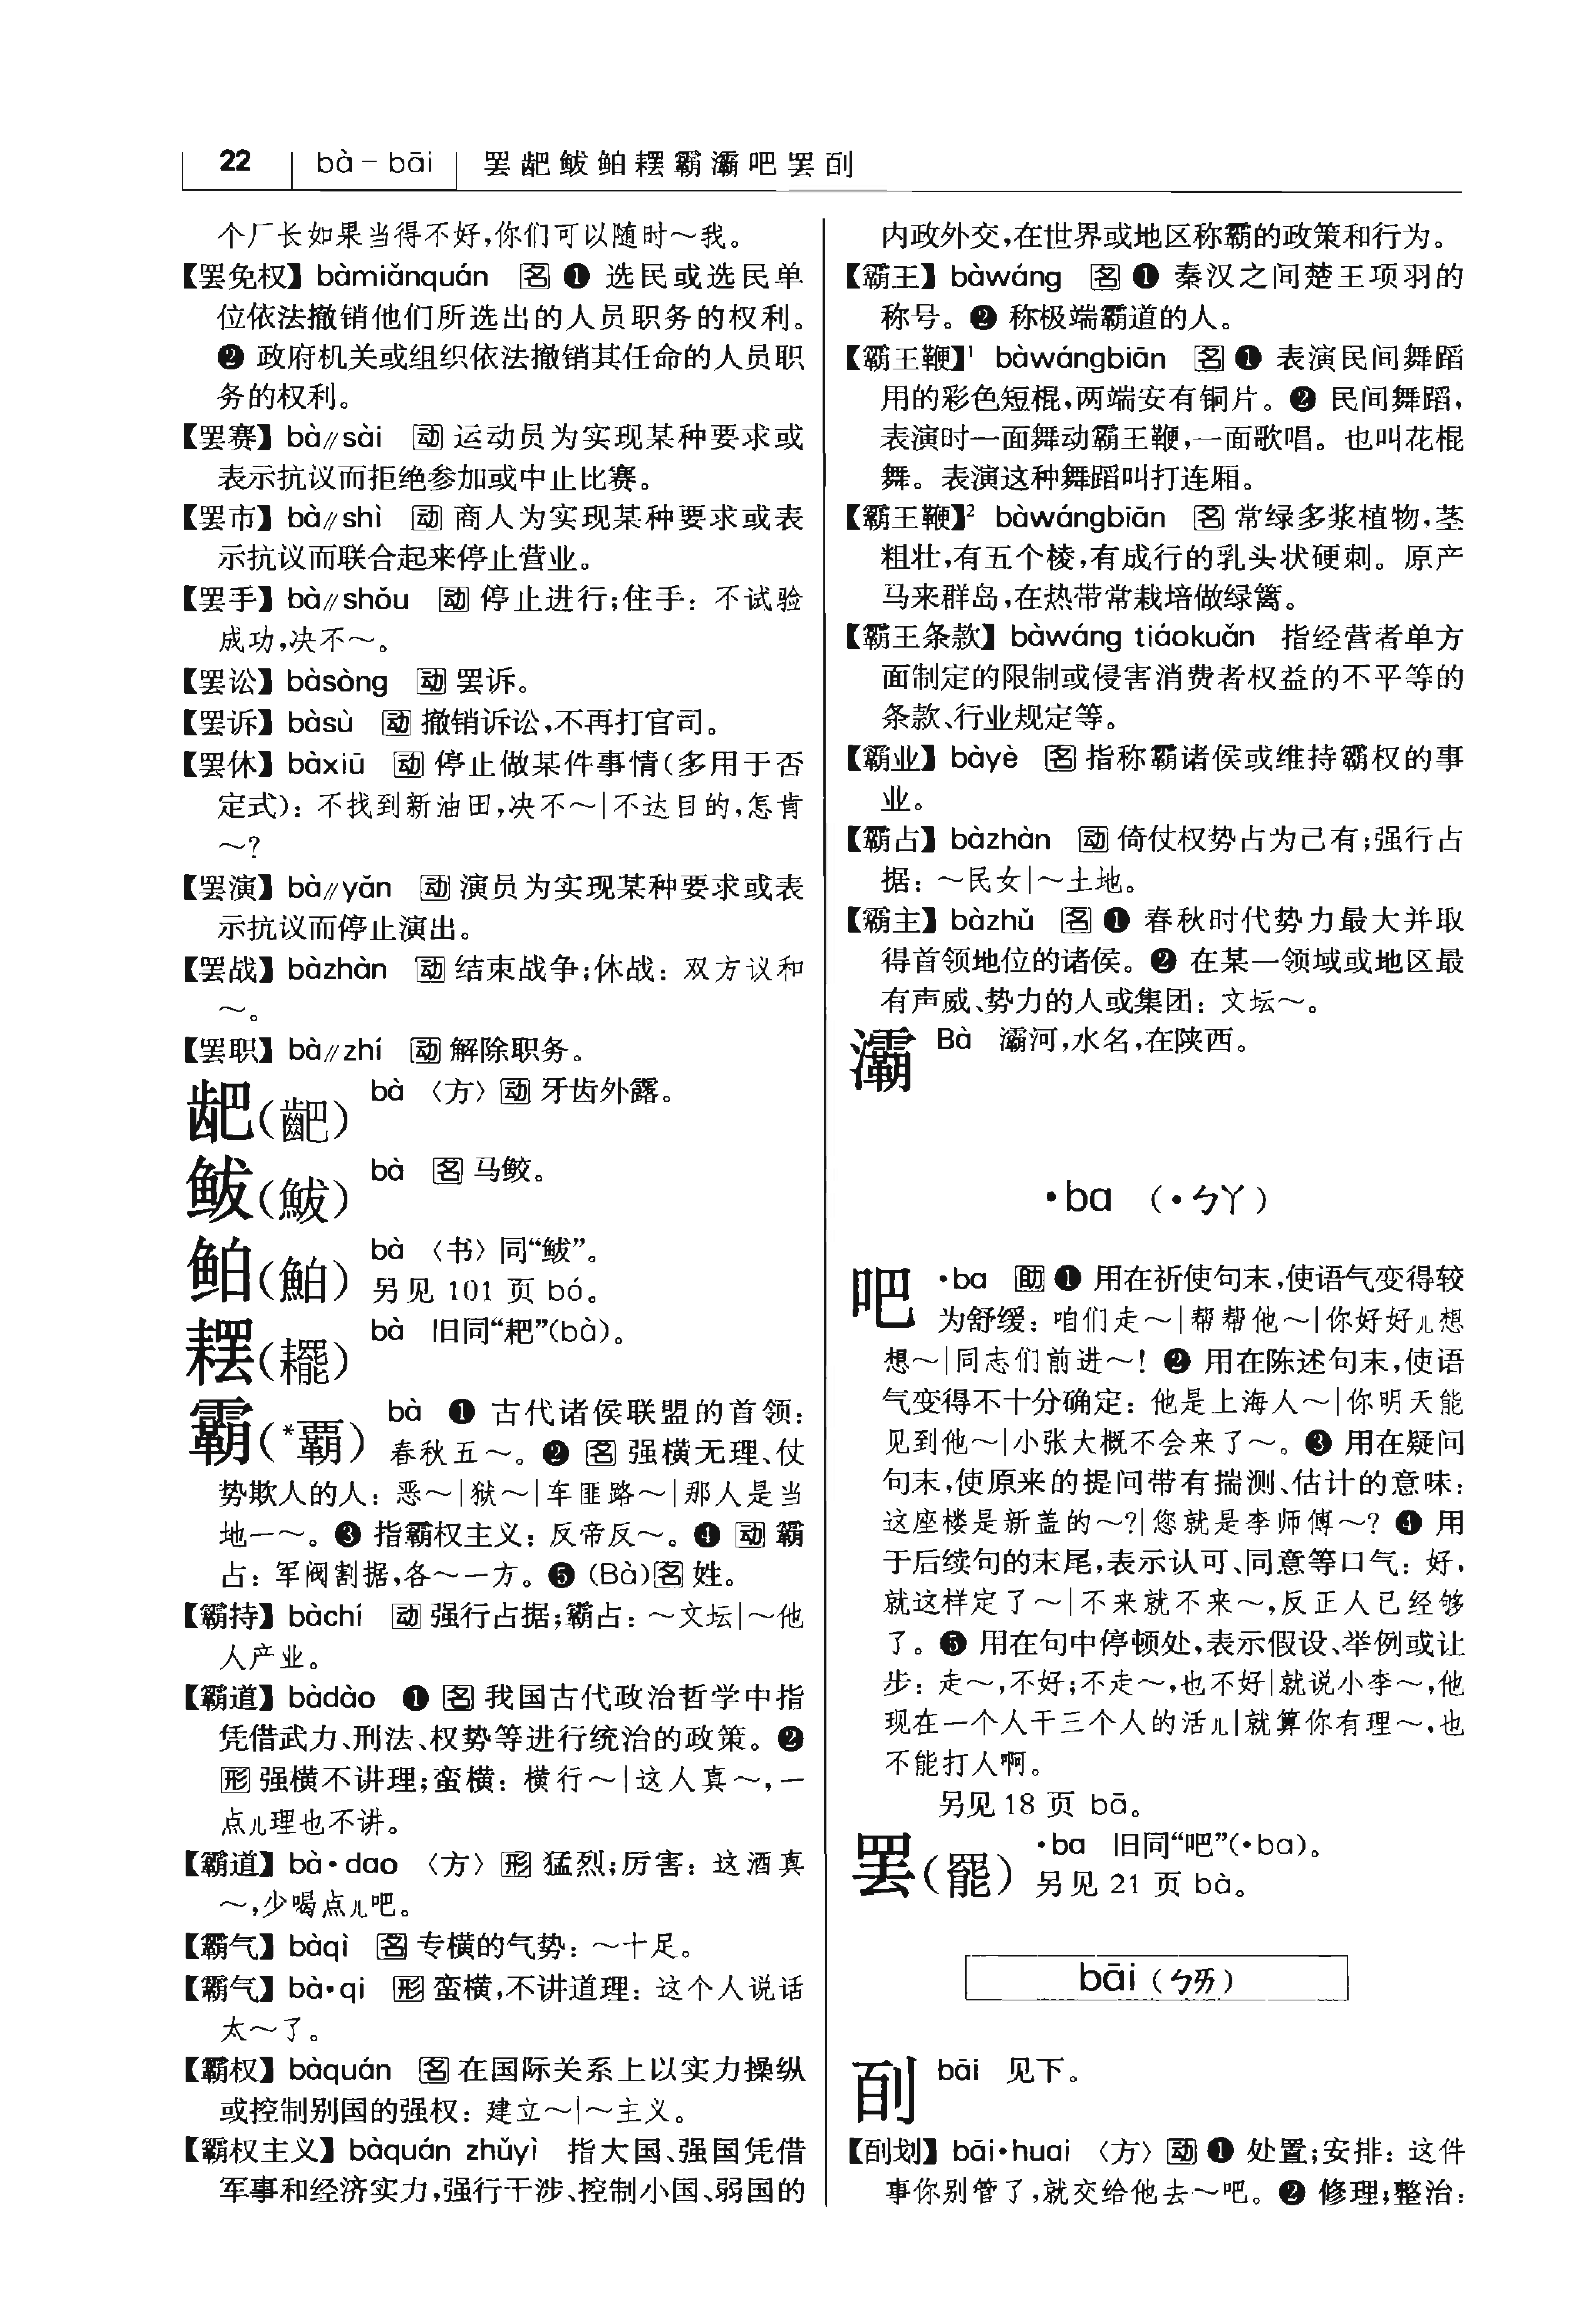 22 bà－bāi 罢䎱鲅鲌耲霸灞吧罢刮
个厂长如果当得不好，你们可以随时～我。
【罢免权】bàmiǎnquán 名 ❶ 选民或选民单
位依法撤销他们所选出的人员职务的权利。
❷ 政府机关或组织依法撤销其任命的人员职
务的权利。
【罢赛】bà//sài 动 运动员为实现某种要求或
表示抗议而拒绝参加或中止比赛。
【罢市】bà//shì 动 商人为实现某种要求或表
示抗议而联合起来停止营业。
【罢手】bà//shǒu 动 停止进行；住手：不试验
成功，决不～。
【罢讼】bàsòng 动 罢诉。
【罢诉】bàsù 动 撤销诉讼，不再打官司。
【罢休】bàxiū 动 停止做某件事情（多用于否
定式）：不找到新油田，决不～|不达目的，怎肯
～？
【罢演】bà//yǎn 动 演员为实现某种要求或表
示抗议而停止演出。
【罢战】bàzhàn 动 结束战争；休战：双方议和
～。
【罢职】bà//zhí 动 解除职务。
龅（齙） bà 〈方〉动 牙齿外露。
鲅（鮁） bà 名 马鲛。
鲌（鮊） bà 〈书〉同“鲅”。
另见 101 页 bó。
䎱（䎱） bà 旧同“耙”(bà)。
霸（*覇） bà ❶ 古代诸侯联盟的首领：
春秋五～。❷ 名 强横无理、仗
势欺人的人：恶～|狱～|车匪路～|那人是当
地一～。❸ 指霸权主义：反帝反～。❹ 动 霸
占：军阀割据，各～一方。❺ (Bà)名 姓。
【霸持】bàchí 动 强行占据；霸占：～文坛|～他
人产业。
【霸道】bàdào ❶ 名 我国古代政治哲学中指
凭借武力、刑法、权势等进行统治的政策。❷
形 强横不讲理；蛮横：横行～|这人真～，一
点儿理也不讲。
【霸道】bà·dao 〈方〉形 猛烈；厉害：这酒真
～，少喝点儿吧。
【霸气】bàqì 名 专横的气势：～十足。
【霸气】bà·qi 形 蛮横，不讲道理：这个人说话
太～了。
【霸权】bàquán 名 在国际关系上以实力操纵
或控制别国的强权：建立～|～主义。
【霸权主义】bàquán zhǔyì 指大国、强国凭借
军事和经济实力，强行干涉、控制小国、弱国的
内政外交，在世界或地区称霸的政策和行为。
【霸王】bàwáng 名 ❶ 秦汉之间楚王项羽的
称号。❷ 称极端霸道的人。
【霸王鞭】¹ bàwángbiān 名 ❶ 表演民间舞蹈
用的彩色短棍，两端安有铜片。❷ 民间舞蹈，
表演时一面舞动霸王鞭，一面歌唱。也叫花棍
舞。表演这种舞蹈叫打连厢。
【霸王鞭】² bàwángbiān 名 常绿多浆植物，茎
粗壮，有五个棱，有成行的乳头状硬刺。原产
马来群岛，在热带常栽培做绿篱。
【霸王条款】bàwáng tiáokuǎn 指经营者单方
面制定的限制或侵害消费者权益的不平等的
条款、行业规定等。
【霸业】bàyè 名 指称霸诸侯或维持霸权的事
业。
【霸占】bàzhàn 动 倚仗权势占为己有；强行占
据：～民女|～土地。
【霸主】bàzhǔ 名 ❶ 春秋时代势力最大并取
得首领地位的诸侯。❷ 在某一领域或地区最
有声威、势力的人或集团：文坛～。
灞 Bà 灞河，水名，在陕西。
·ba （·ㄅㄚ）
吧 ·ba 助 ❶ 用在祈使句末，使语气变得较
为舒缓：咱们走～|帮帮他～|你好好儿想
想～|同志们前进～！❷ 用在陈述句末，使语
气变得不十分确定：他是上海人～|你明天能
见到他～|小张大概不会来了～。❸ 用在疑问
句末，使原来的提问带有揣测、估计的意味：
这座楼是新盖的～？|您就是李师傅～？❹ 用
于后续句的末尾，表示认可、同意等口气：好，
就这样定了～|不来就不来～，反正人已经够
了。❺ 用在句中停顿处，表示假设、举例或让
步：走～，不好；不走～，也不好|就说小李～，他
现在一个人干三个人的活儿|就算你有理～，也
不能打人啊。
另见 18 页 bā。
罢（罷） ·ba 旧同“吧”(·ba)。
另见 21 页 bà。
bāi（ㄅㄞ）
刮 bāi 见下。
【刮划】bāi·huai 〈方〉动 ❶ 处置；安排：这件
事你别管了，就交给他去～吧。❷ 修理；整治：